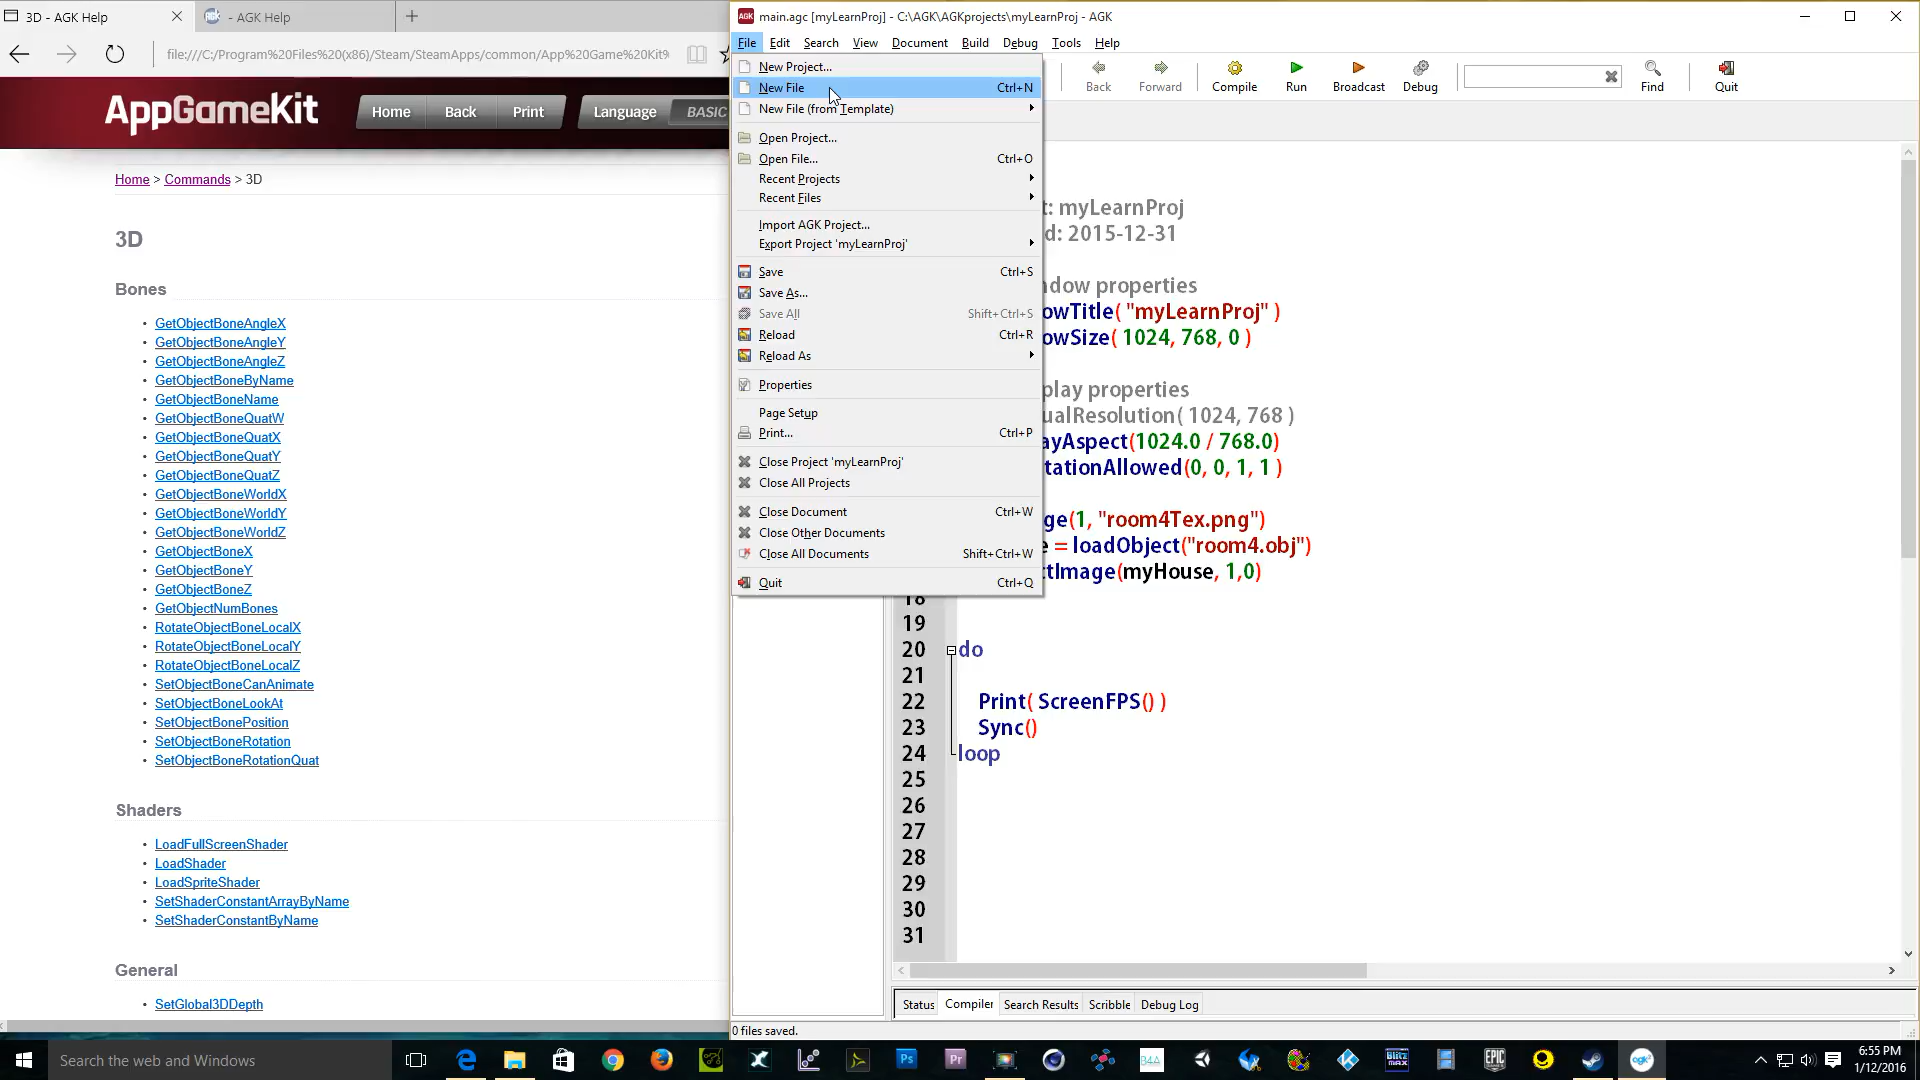 3D - AGK Help
- AGK Help
file:///C:/Program%20Files%20(x86)/Steam/SteamApps/common/App%20Game%20Kit%
AppGameKit
Home
Back
Print
Language
BASIC
Home > Commands > 3D
3D
Bones
GetObjectBoneAngleX
GetObjectBoneAngleY
GetObjectBoneAngleZ
GetObjectBoneByName
GetObjectBoneName
GetObjectBoneQuatW
GetObjectBoneQuatX
GetObjectBoneQuatY
GetObjectBoneQuatZ
GetObjectBoneWorldX
GetObjectBoneWorldY
GetObjectBoneWorldZ
GetObjectBoneX
GetObjectBoneY
GetObjectBoneZ
GetObjectNumBones
RotateObjectBoneLocalX
RotateObjectBoneLocalY
RotateObjectBoneLocalZ
SetObjectBoneCanAnimate
SetObjectBoneLookAt
SetObjectBonePosition
SetObjectBoneRotation
SetObjectBoneRotationQuat
Shaders
LoadFullScreenShader
LoadShader
LoadSpriteShader
SetShaderConstantArrayByName
SetShaderConstantByName
General
SetGlobal3DDepth
main.agc [myLearnProj] - C:\AGK\AGKprojects\myLearnProj - AGK
File Edit Search View Document Build Debug Tools Help
Back Forward Compile Run Broadcast Debug Find Quit
New Project...
New File Ctrl+N
New File (from Template)
Open Project...
Open File... Ctrl+O
Recent Projects
Recent Files
Import AGK Project...
Export Project 'myLearnProj'
Save Ctrl+S
Save As...
Save All Shift+Ctrl+S
Reload Ctrl+R
Reload As
Properties
Page Setup
Print... Ctrl+P
Close Project 'myLearnProj'
Close All Projects
Close Document Ctrl+W
Close Other Documents
Close All Documents Shift+Ctrl+W
Quit Ctrl+Q
t: myLearnProj
d: 2015-12-31
ndow properties
owTitle( "myLearnProj" )
owSize( 1024, 768, 0 )
play properties
ualResolution( 1024, 768 )
ayAspect(1024.0 / 768.0)
tationAllowed(0, 0, 1, 1 )
ge(1, "room4Tex.png")
e = loadObject("room4.obj")
ctImage(myHouse, 1,0)
18
19
20 do
21
22 Print( ScreenFPS() )
23 Sync()
24 loop
25
26
27
28
29
30
31
Status Compiler Search Results Scribble Debug Log
0 files saved.
Search the web and Windows
Ps
Pr
B4A
BLITZ MAX
EPIC GAMES
agk2
6:55 PM
1/12/2016